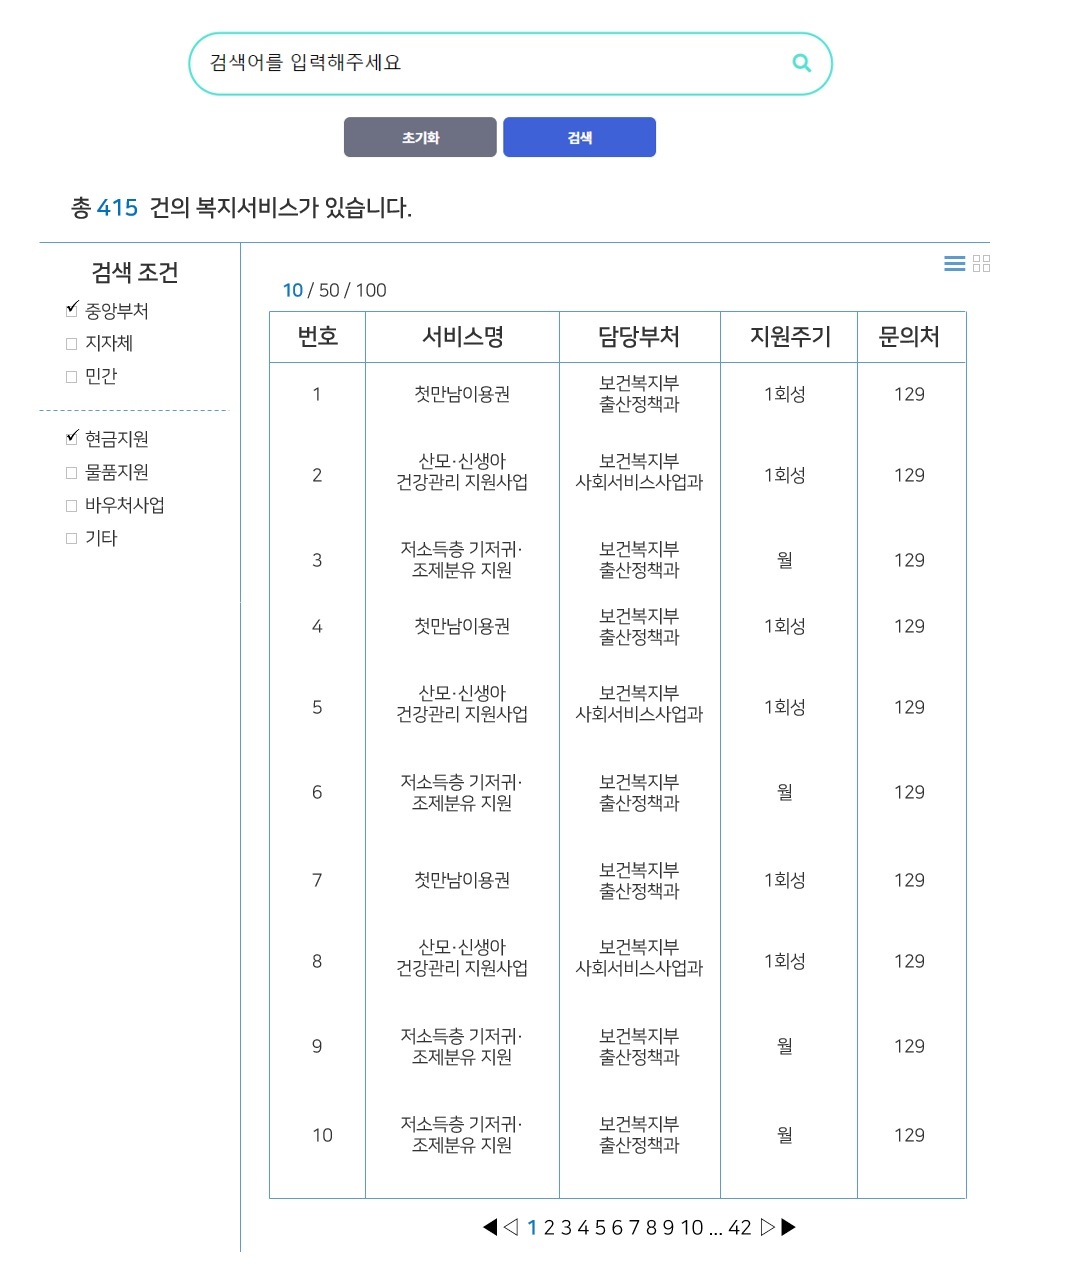 검색어를 입력해주세요
초기화 검색
총 415 건의 복지서비스가 있습니다.
검색 조건
중앙부처
지자체
민간
현금지원
물품지원
바우처사업
기타
10 / 50 / 100
번호 서비스명 담당부처 지원주기 문의처
1 첫만남이용권 보건복지부 1회성 129
출산정책과
2 산모·신생아 보건복지부 1회성 129
건강관리 지원사업 사회서비스사업과
3 저소득층 기저귀· 보건복지부 월 129
조제분유 지원 출산정책과
4 첫만남이용권 보건복지부 1회성 129
출산정책과
5 산모·신생아 보건복지부 1회성 129
건강관리 지원사업 사회서비스사업과
6 저소득층 기저귀· 보건복지부 월 129
조제분유 지원 출산정책과
7 첫만남이용권 보건복지부 1회성 129
출산정책과
8 산모·신생아 보건복지부 1회성 129
건강관리 지원사업 사회서비스사업과
9 저소득층 기저귀· 보건복지부 월 129
조제분유 지원 출산정책과
10 저소득층 기저귀· 보건복지부 월 129
조제분유 지원 출산정책과
◀◁ 1 2 3 4 5 6 7 8 9 10 ... 42 ▷▶